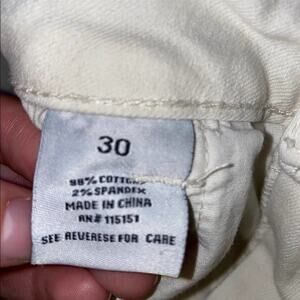 30
98% COTTON
2% SPANDEX
MADE IN CHINA
RN# 115151
SEE REVERESE FOR CARE